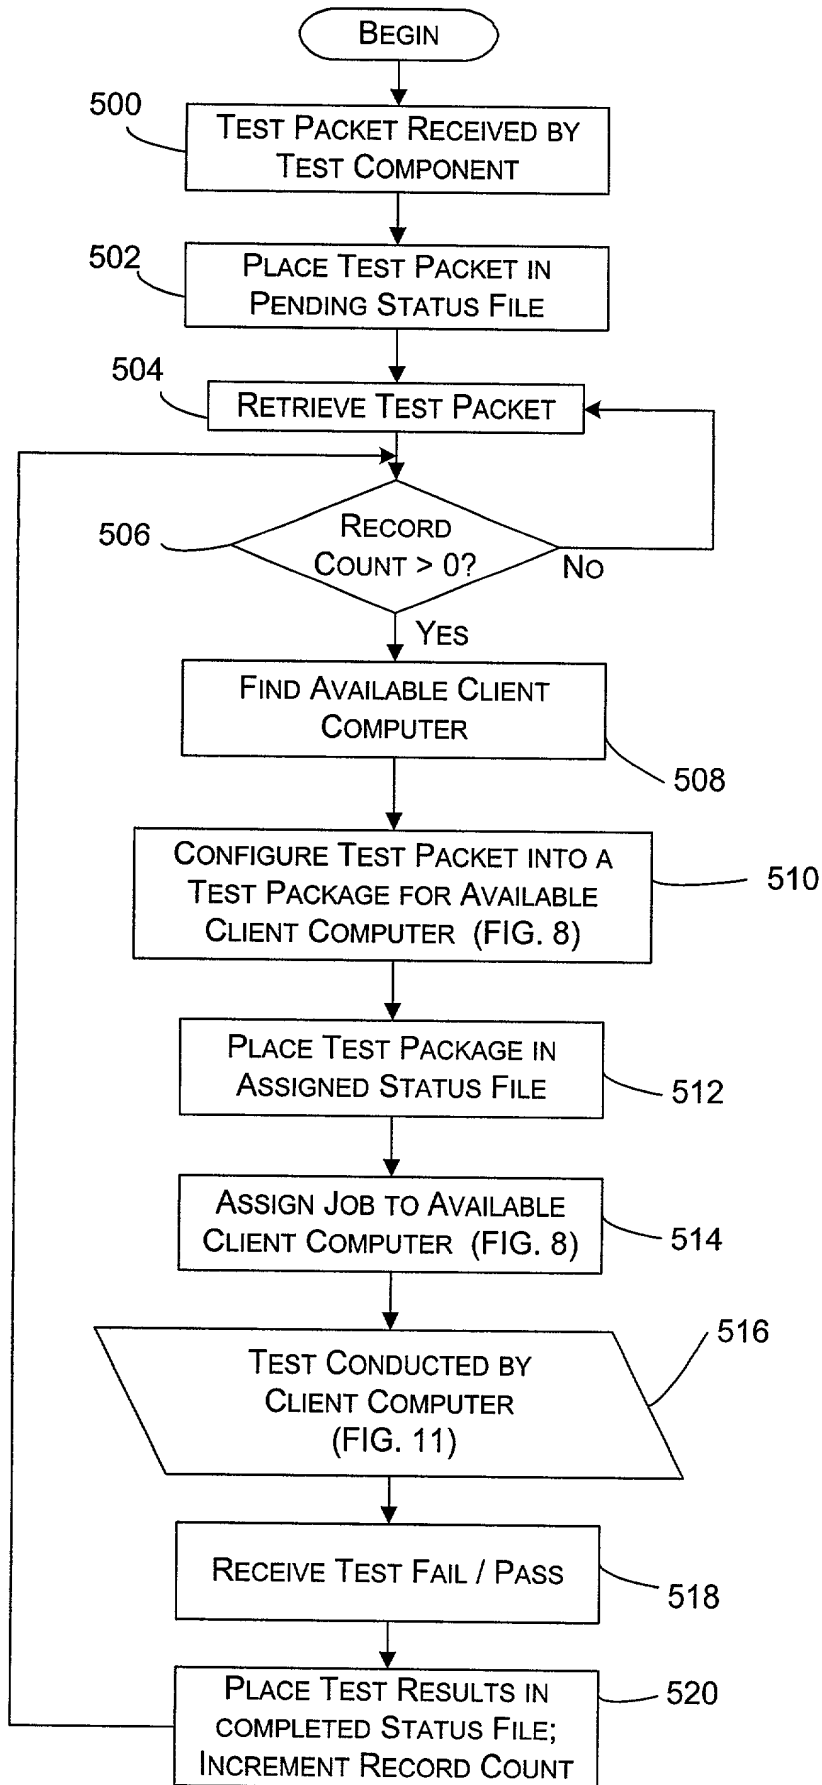 BEGIN
500
TEST PACKET RECEIVED BY
TEST COMPONENT
502
PLACE TEST PACKET IN
PENDING STATUS FILE
504
RETRIEVE TEST PACKET
506
RECORD
COUNT > 0?
NO
YES
FIND AVAILABLE CLIENT
COMPUTER
508
CONFIGURE TEST PACKET INTO A
TEST PACKAGE FOR AVAILABLE
CLIENT COMPUTER (FIG. 8)
510
PLACE TEST PACKAGE IN
ASSIGNED STATUS FILE
512
ASSIGN JOB TO AVAILABLE
CLIENT COMPUTER (FIG. 8)
514
516
TEST CONDUCTED BY
CLIENT COMPUTER
(FIG. 11)
RECEIVE TEST FAIL / PASS
518
PLACE TEST RESULTS IN
COMPLETED STATUS FILE;
INCREMENT RECORD COUNT
520